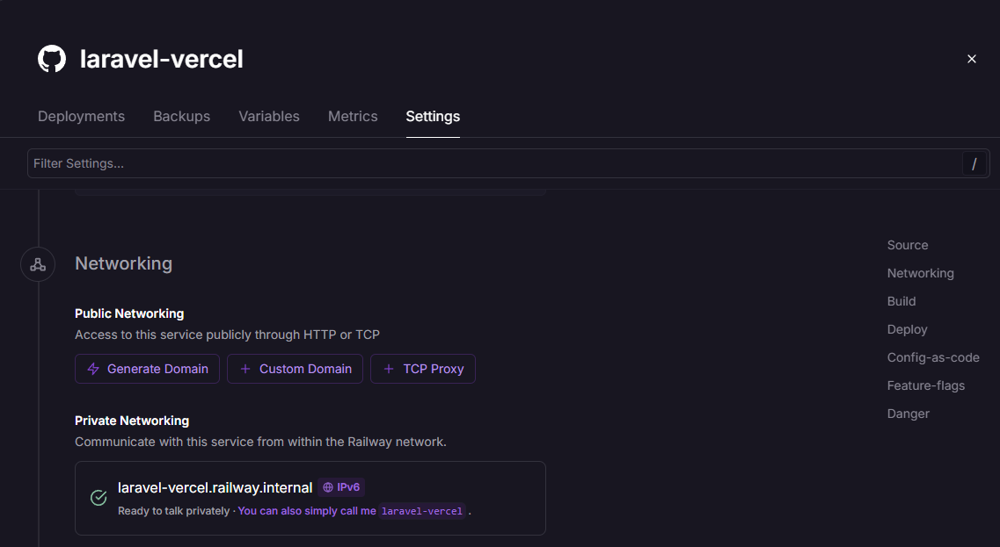 laravel-vercel
Deployments Backups Variables Metrics Settings
Filter Settings... /
Networking
Public Networking
Access to this service publicly through HTTP or TCP
Generate Domain + Custom Domain + TCP Proxy
Private Networking
Communicate with this service from within the Railway network.
laravel-vercel.railway.internal IPv6
Ready to talk privately · You can also simply call me laravel-vercel .
Source
Networking
Build
Deploy
Config-as-code
Feature-flags
Danger